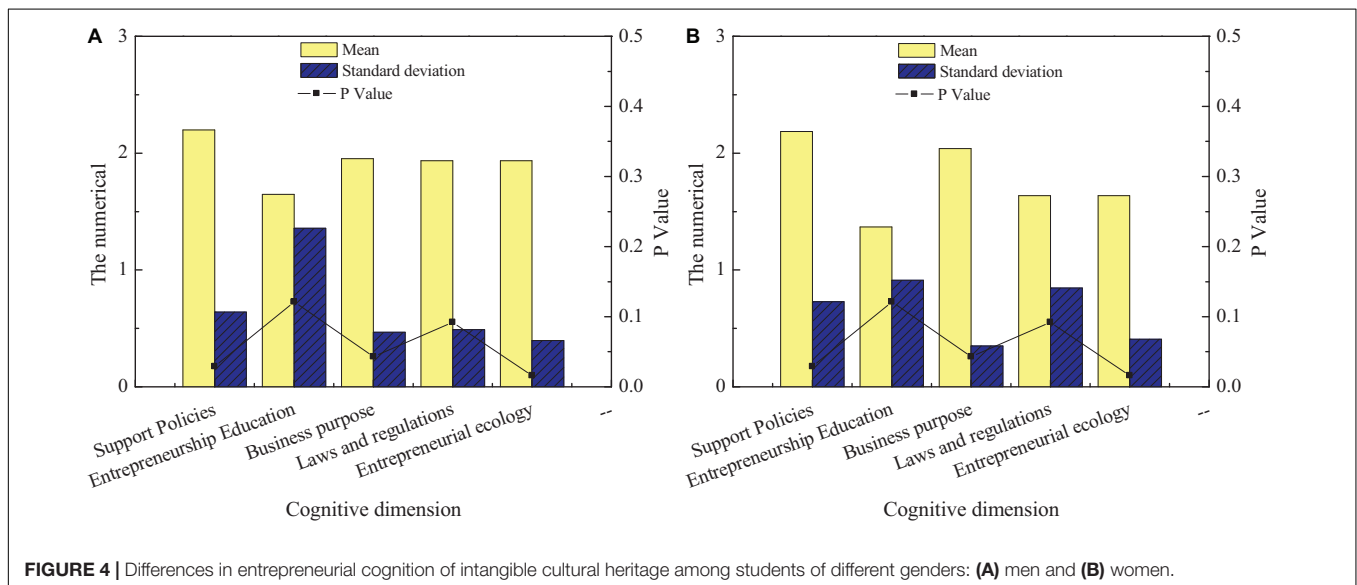 A
3
2
1
0
The numerical
Mean
Standard deviation
P Value
0.5
0.4
0.3
0.2
0.1
0.0
P Value
Support Policies
Entrepreneurship Education
Business purpose
Laws and regulations
Entrepreneurial ecology
--
Cognitive dimension
B
3
2
1
0
The numerical
Mean
Standard deviation
P Value
0.5
0.4
0.3
0.2
0.1
0.0
P Value
Support Policies
Entrepreneurship Education
Business purpose
Laws and regulations
Entrepreneurial ecology
--
Cognitive dimension
FIGURE 4 | Differences in entrepreneurial cognition of intangible cultural heritage among students of different genders: (A) men and (B) women.